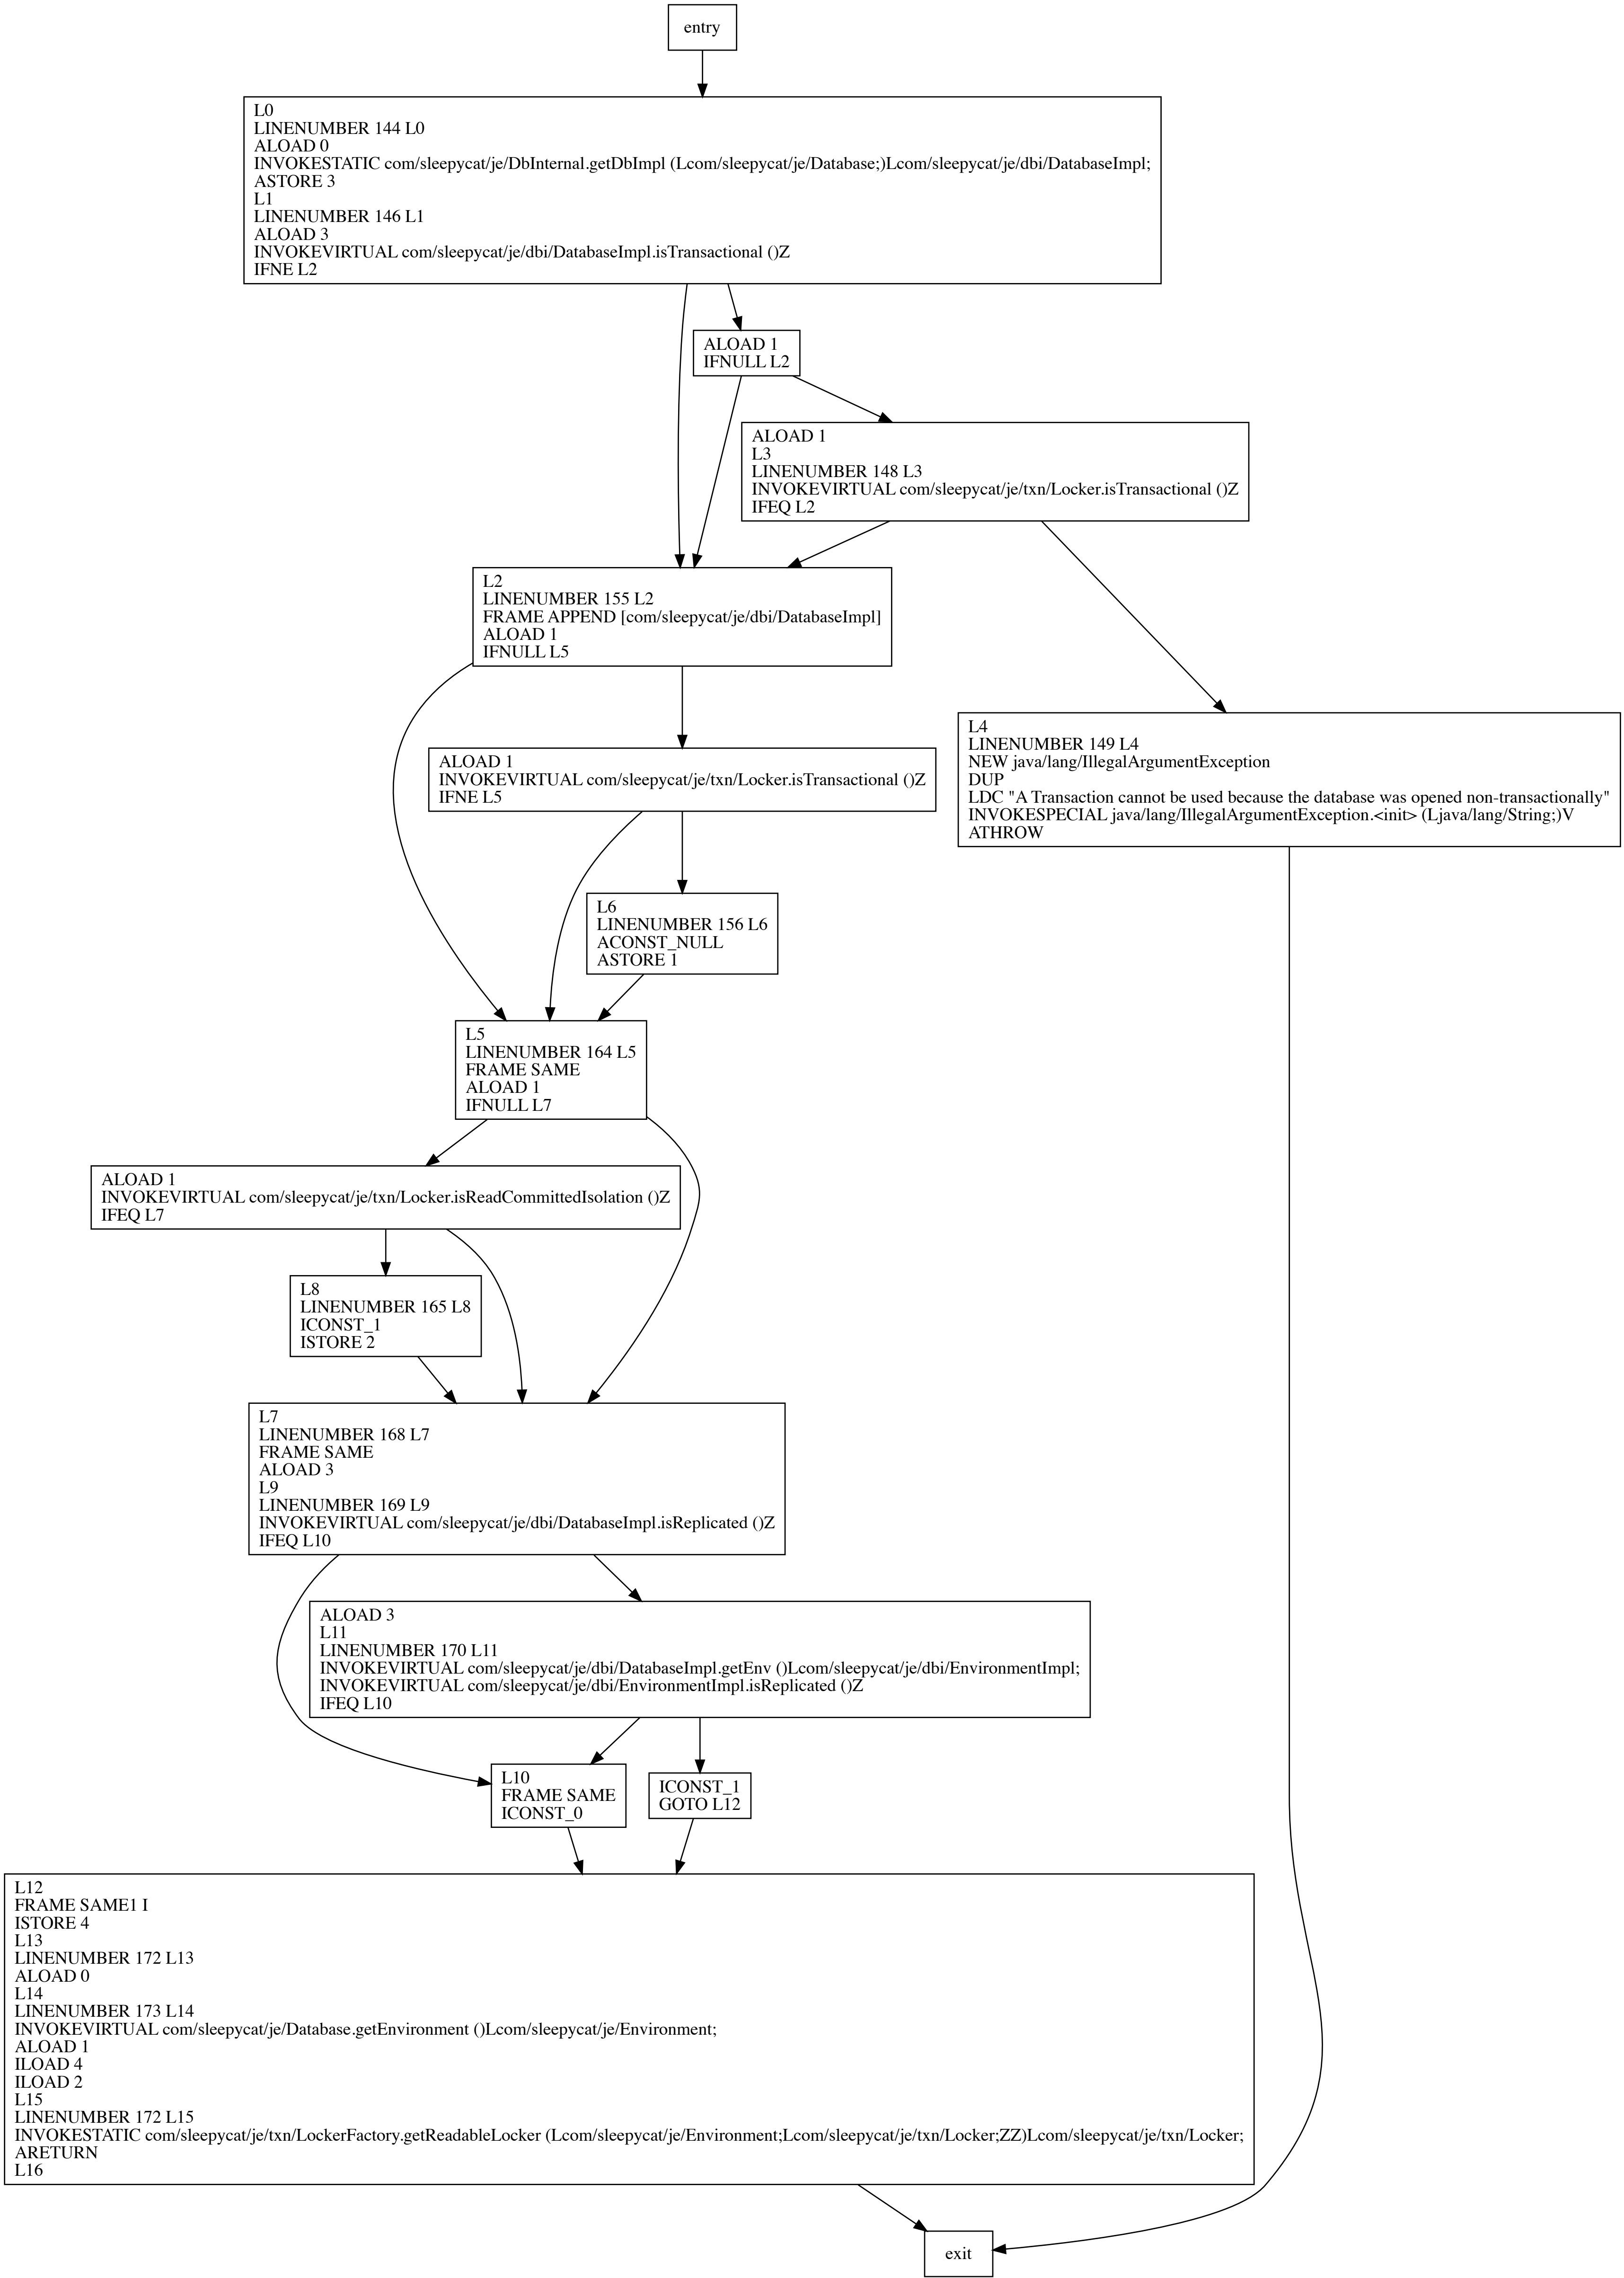 entry
L0
LINENUMBER 144 L0
ALOAD 0
INVOKESTATIC com/sleepycat/je/DbInternal.getDbImpl (Lcom/sleepycat/je/Database;)Lcom/sleepycat/je/dbi/DatabaseImpl;
ASTORE 3
L1
LINENUMBER 146 L1
ALOAD 3
INVOKEVIRTUAL com/sleepycat/je/dbi/DatabaseImpl.isTransactional ()Z
IFNE L2
ALOAD 1
IFNULL L2
ALOAD 1
L3
LINENUMBER 148 L3
INVOKEVIRTUAL com/sleepycat/je/txn/Locker.isTransactional ()Z
IFEQ L2
L2
LINENUMBER 155 L2
FRAME APPEND [com/sleepycat/je/dbi/DatabaseImpl]
ALOAD 1
IFNULL L5
L4
LINENUMBER 149 L4
NEW java/lang/IllegalArgumentException
DUP
LDC "A Transaction cannot be used because the database was opened non-transactionally"
INVOKESPECIAL java/lang/IllegalArgumentException.<init> (Ljava/lang/String;)V
ATHROW
ALOAD 1
INVOKEVIRTUAL com/sleepycat/je/txn/Locker.isTransactional ()Z
IFNE L5
L6
LINENUMBER 156 L6
ACONST_NULL
ASTORE 1
L5
LINENUMBER 164 L5
FRAME SAME
ALOAD 1
IFNULL L7
ALOAD 1
INVOKEVIRTUAL com/sleepycat/je/txn/Locker.isReadCommittedIsolation ()Z
IFEQ L7
L8
LINENUMBER 165 L8
ICONST_1
ISTORE 2
L7
LINENUMBER 168 L7
FRAME SAME
ALOAD 3
L9
LINENUMBER 169 L9
INVOKEVIRTUAL com/sleepycat/je/dbi/DatabaseImpl.isReplicated ()Z
IFEQ L10
ALOAD 3
L11
LINENUMBER 170 L11
INVOKEVIRTUAL com/sleepycat/je/dbi/DatabaseImpl.getEnv ()Lcom/sleepycat/je/dbi/EnvironmentImpl;
INVOKEVIRTUAL com/sleepycat/je/dbi/EnvironmentImpl.isReplicated ()Z
IFEQ L10
L10
FRAME SAME
ICONST_0
ICONST_1
GOTO L12
L12
FRAME SAME1 I
ISTORE 4
L13
LINENUMBER 172 L13
ALOAD 0
L14
LINENUMBER 173 L14
INVOKEVIRTUAL com/sleepycat/je/Database.getEnvironment ()Lcom/sleepycat/je/Environment;
ALOAD 1
ILOAD 4
ILOAD 2
L15
LINENUMBER 172 L15
INVOKESTATIC com/sleepycat/je/txn/LockerFactory.getReadableLocker (Lcom/sleepycat/je/Environment;Lcom/sleepycat/je/txn/Locker;ZZ)Lcom/sleepycat/je/txn/Locker;
ARETURN
L16
exit